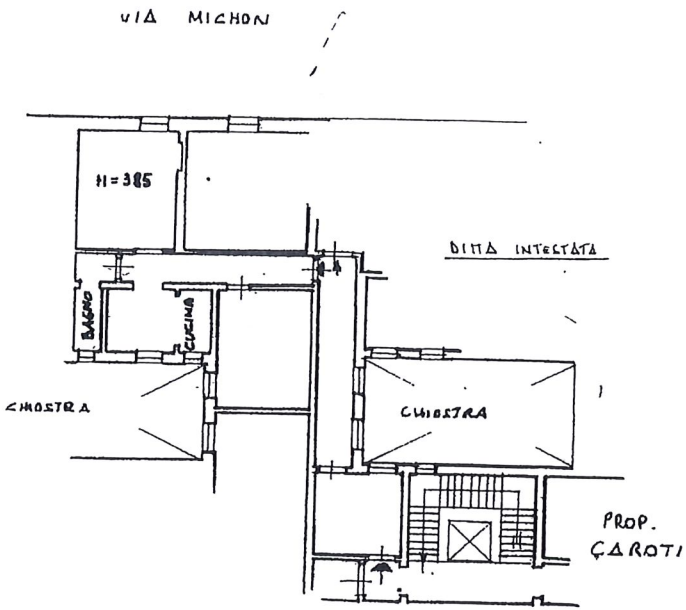 VIA MICHON
H=385
DITTA INTESTATA
BAGNO
CUCINA
CHIOSTRA
CHIOSTRA
PROP.
CAROTI